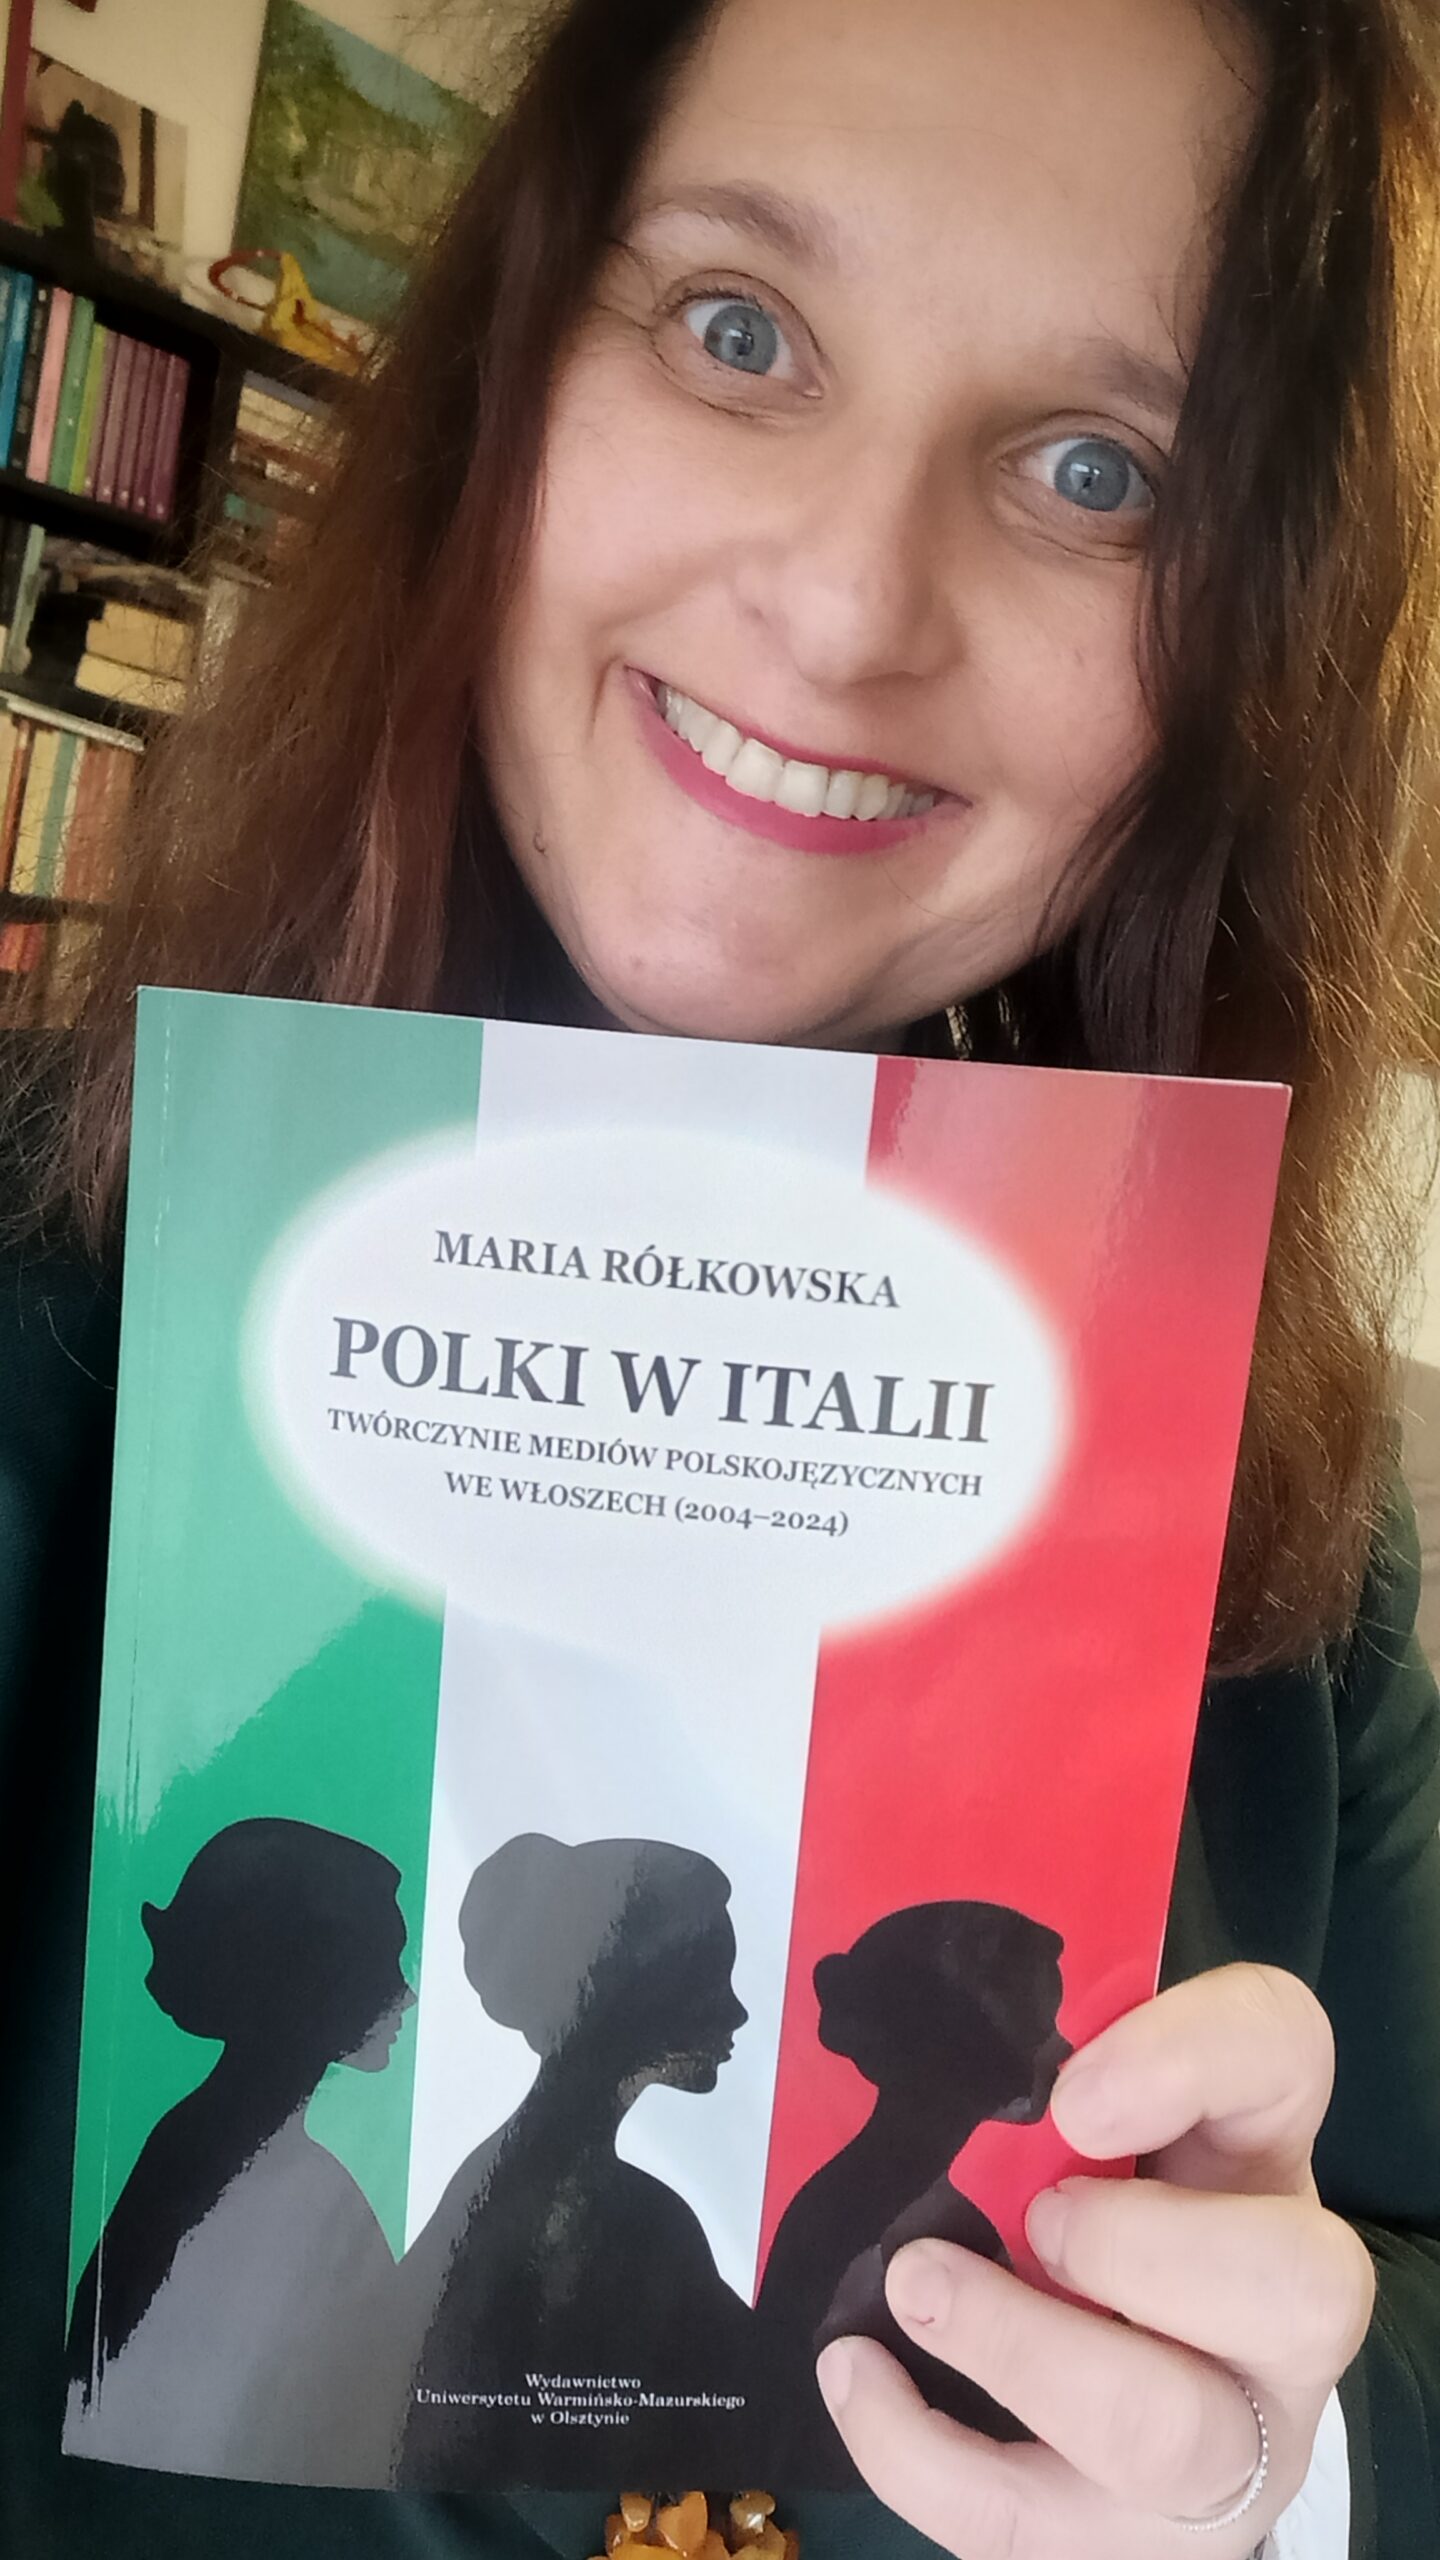 MARIA RÓŁKOWSKA
POLKI W ITALII
TWÓRCZYNIE MEDIÓW POLSKOJĘZYCZNYCH
WE WŁOSZECH (2004–2024)
Wydawnictwo
Uniwersytetu Warmińsko-Mazurskiego
w Olsztynie